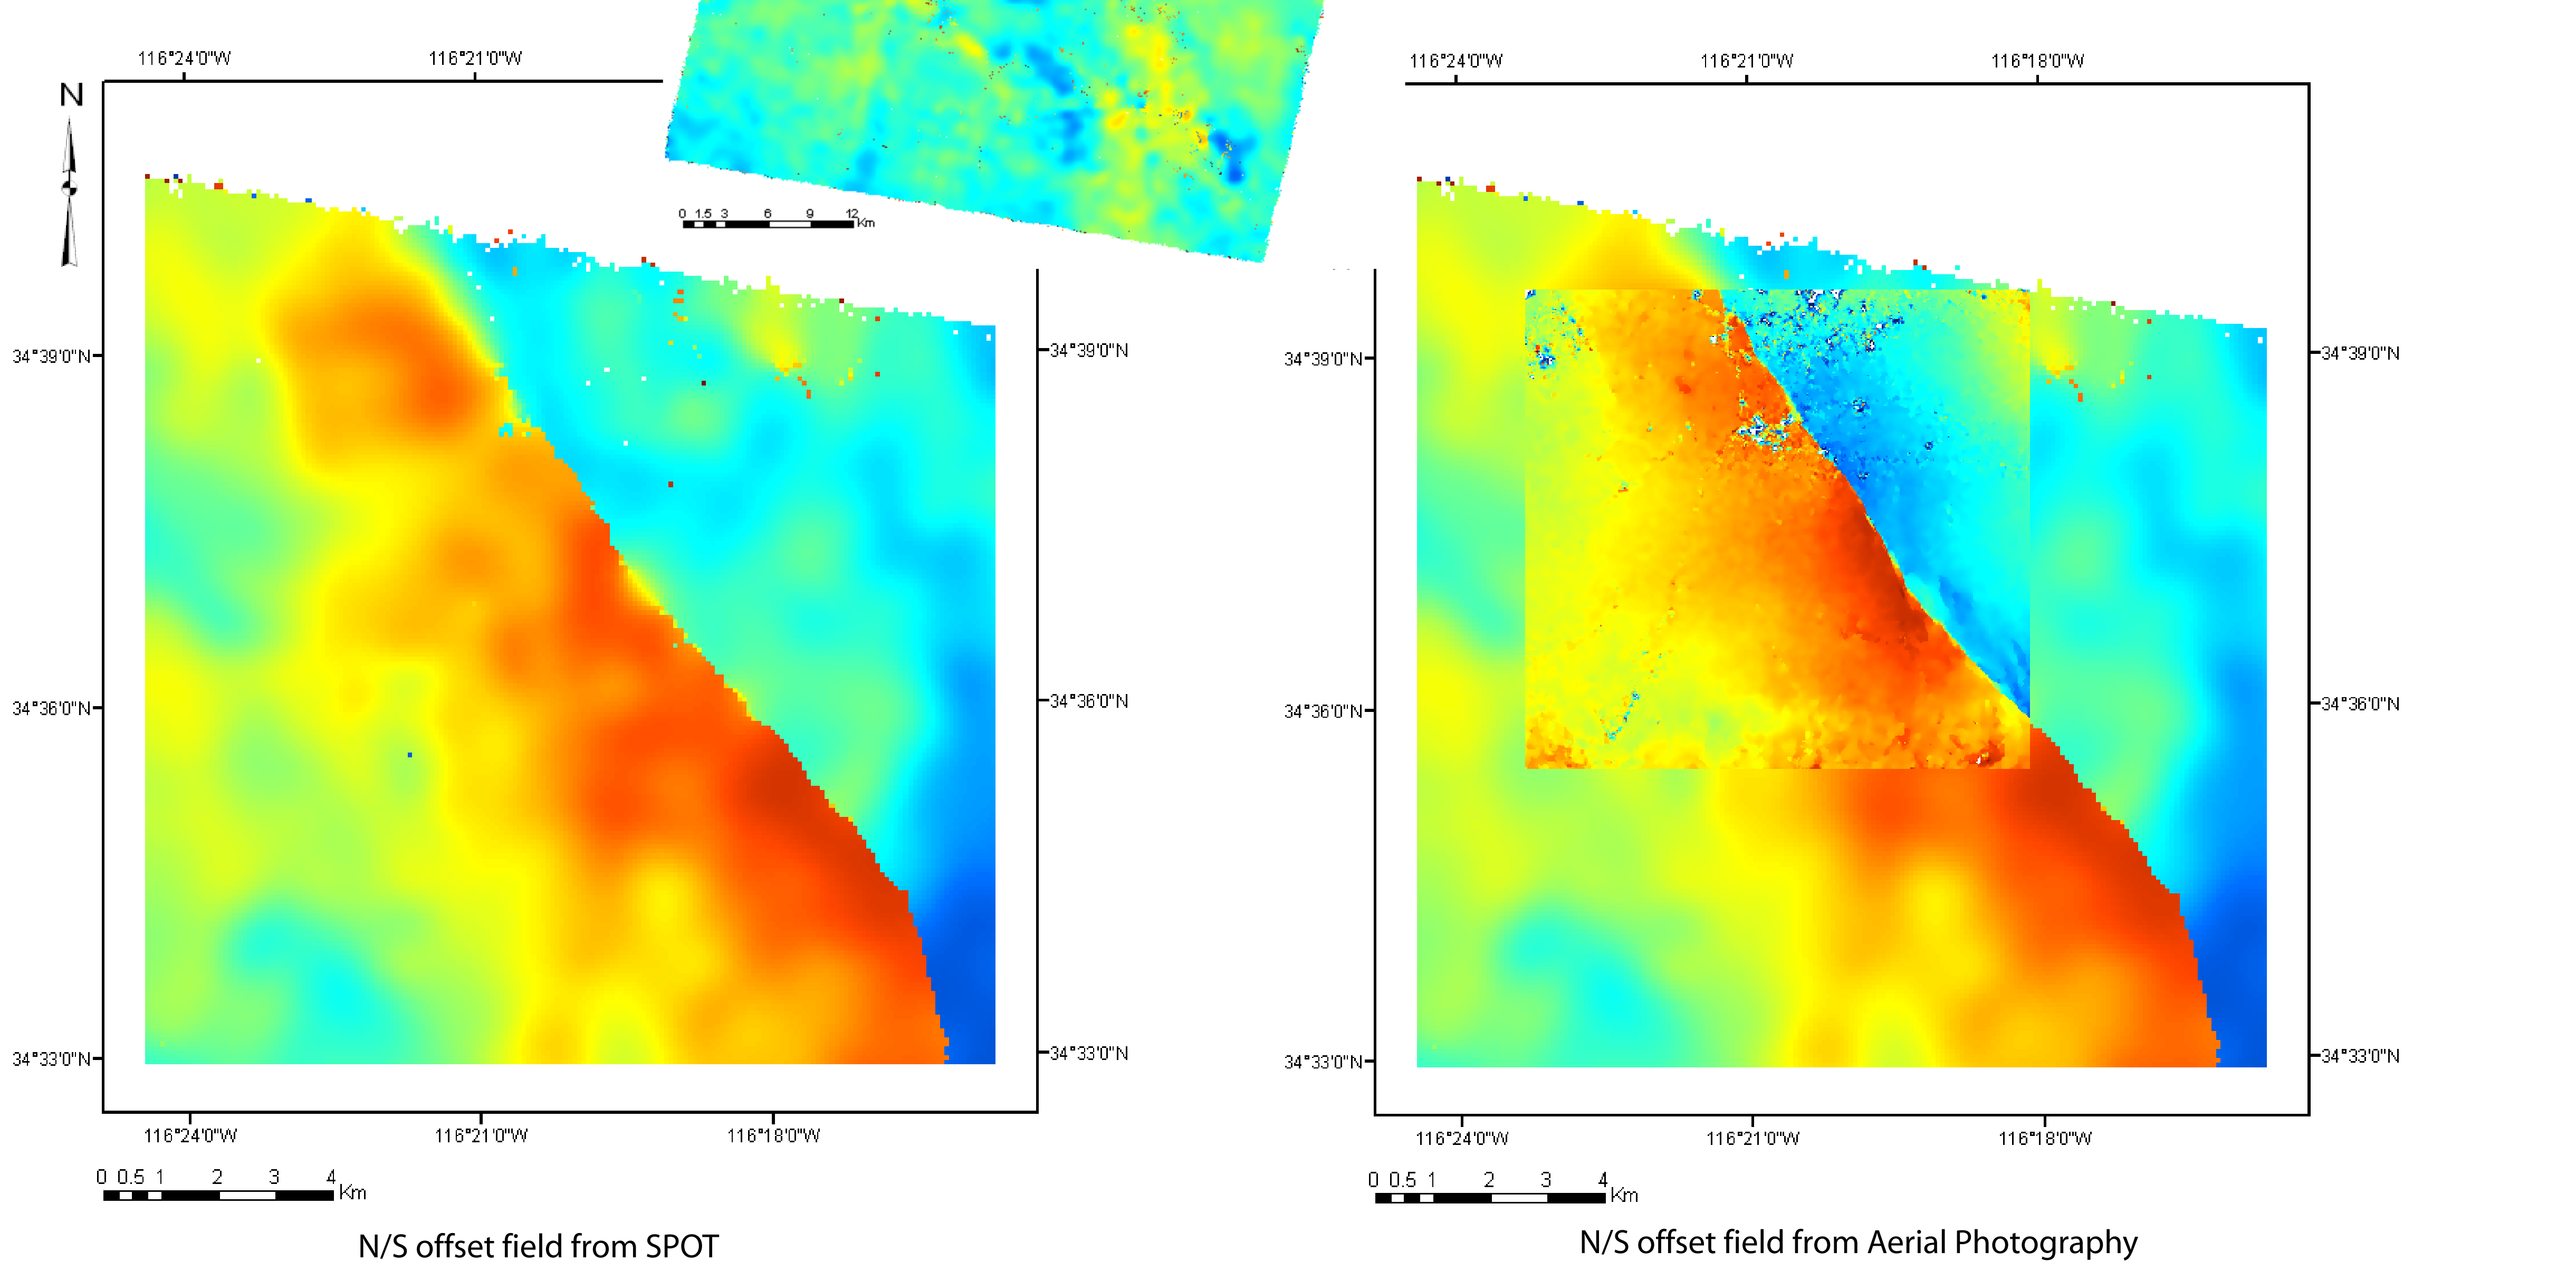 116°24'0"W 116°21'0"W
N
34°39'0"N 34°39'0"N
34°36'0"N 34°36'0"N
34°33'0"N 34°33'0"N
116°24'0"W 116°21'0"W 116°18'0"W
0 0.5 1 2 3 4 Km
N/S offset field from SPOT
0 1.5 3 6 9 12 Km
116°24'0"W 116°21'0"W 116°18'0"W
34°39'0"N 34°39'0"N
34°36'0"N 34°36'0"N
34°33'0"N 34°33'0"N
116°24'0"W 116°21'0"W 116°18'0"W
0 0.5 1 2 3 4 Km
N/S offset field from Aerial Photography